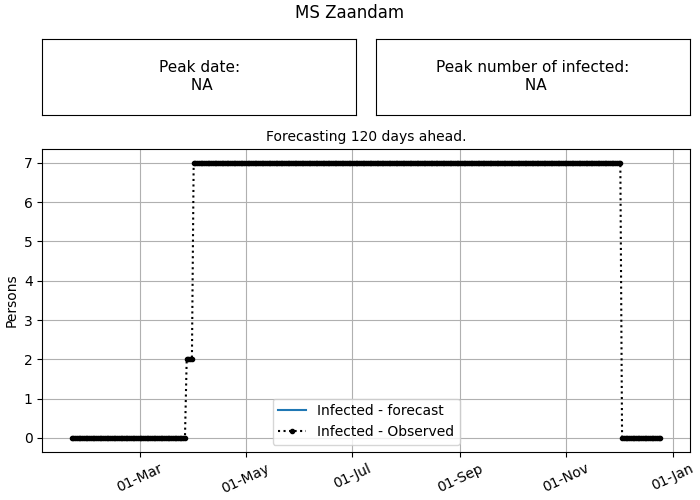 MS Zaandam
Peak date:
NA
Peak number of infected:
NA
Forecasting 120 days ahead.
7
6
5
4
3
2
1
0
Persons
Infected - forecast
Infected - Observed
01-Mar
01-May
01-Jul
01-Sep
01-Nov
01-Jan